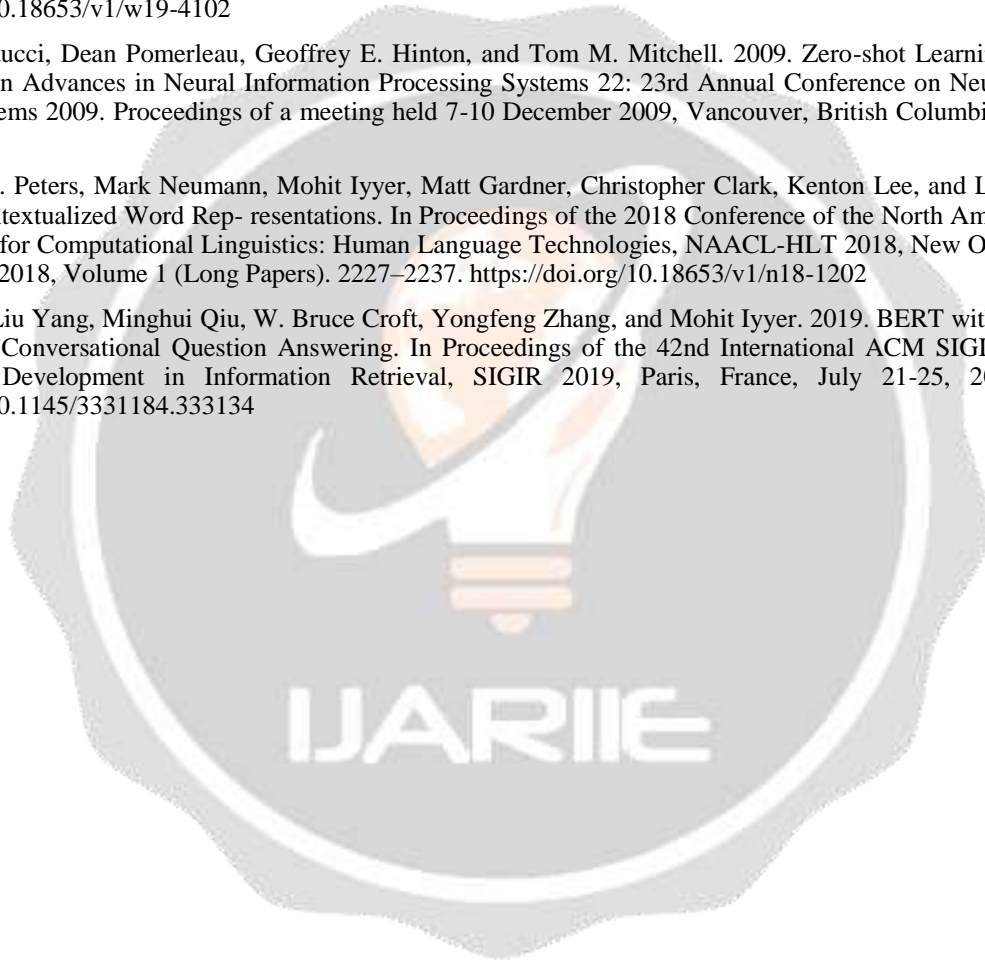 0.18653/v1/w19-4102
ucci, Dean Pomerleau, Geoffrey E. Hinton, and Tom M. Mitchell. 2009. Zero-shot Learnin
n Advances in Neural Information Processing Systems 22: 23rd Annual Conference on Neu
ems 2009. Proceedings of a meeting held 7-10 December 2009, Vancouver, British Columbi
. Peters, Mark Neumann, Mohit Iyyer, Matt Gardner, Christopher Clark, Kenton Lee, and L
ntextualized Word Rep- resentations. In Proceedings of the 2018 Conference of the North Am
for Computational Linguistics: Human Language Technologies, NAACL-HLT 2018, New O
2018, Volume 1 (Long Papers). 2227–2237. https://doi.org/10.18653/v1/n18-1202
Liu Yang, Minghui Qiu, W. Bruce Croft, Yongfeng Zhang, and Mohit Iyyer. 2019. BERT wit
Conversational Question Answering. In Proceedings of the 42nd International ACM SIGI
Development in Information Retrieval, SIGIR 2019, Paris, France, July 21-25, 20
0.1145/3331184.333134
IJARIIE